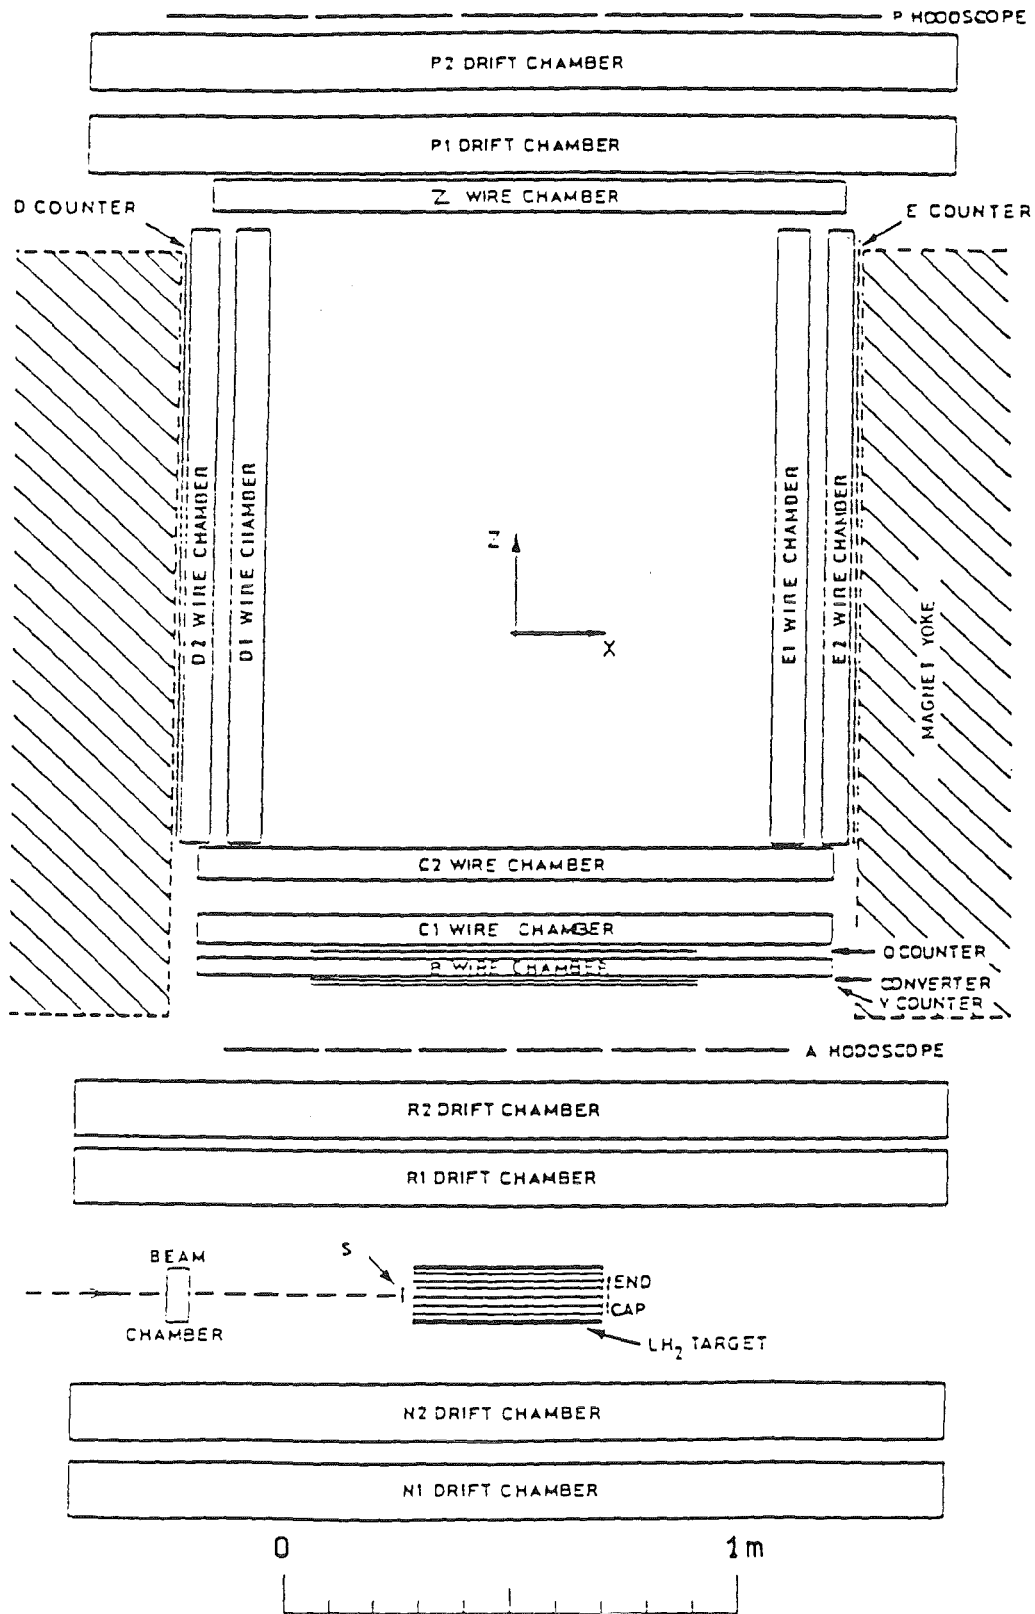 P HODOSCOPE
P2 DRIFT CHAMBER
P1 DRIFT CHAMBER
Z WIRE CHAMBER
D COUNTER
E COUNTER
D2 WIRE CHAMBER
D1 WIRE CHAMBER
E1 WIRE CHAMBER
E2 WIRE CHAMBER
MAGNET YOKE
Z
X
C2 WIRE CHAMBER
C1 WIRE CHAMBER
O COUNTER
B WIRE CHAMBER
CONVERTER
V COUNTER
A HODOSCOPE
R2 DRIFT CHAMBER
R1 DRIFT CHAMBER
S
BEAM
CHAMBER
END
CAP
LH2 TARGET
N2 DRIFT CHAMBER
N1 DRIFT CHAMBER
0 1m